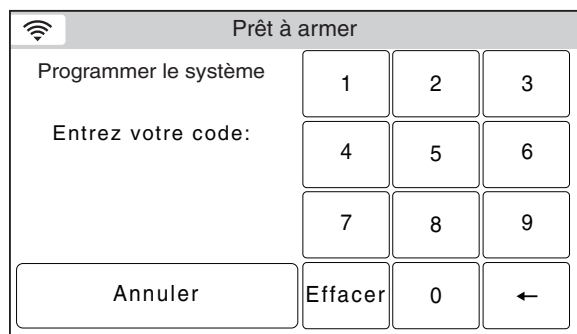 Prêt à armer
Programmer le système
Entrez votre code:
1 2 3
4 5 6
7 8 9
Annuler Effacer 0 ←